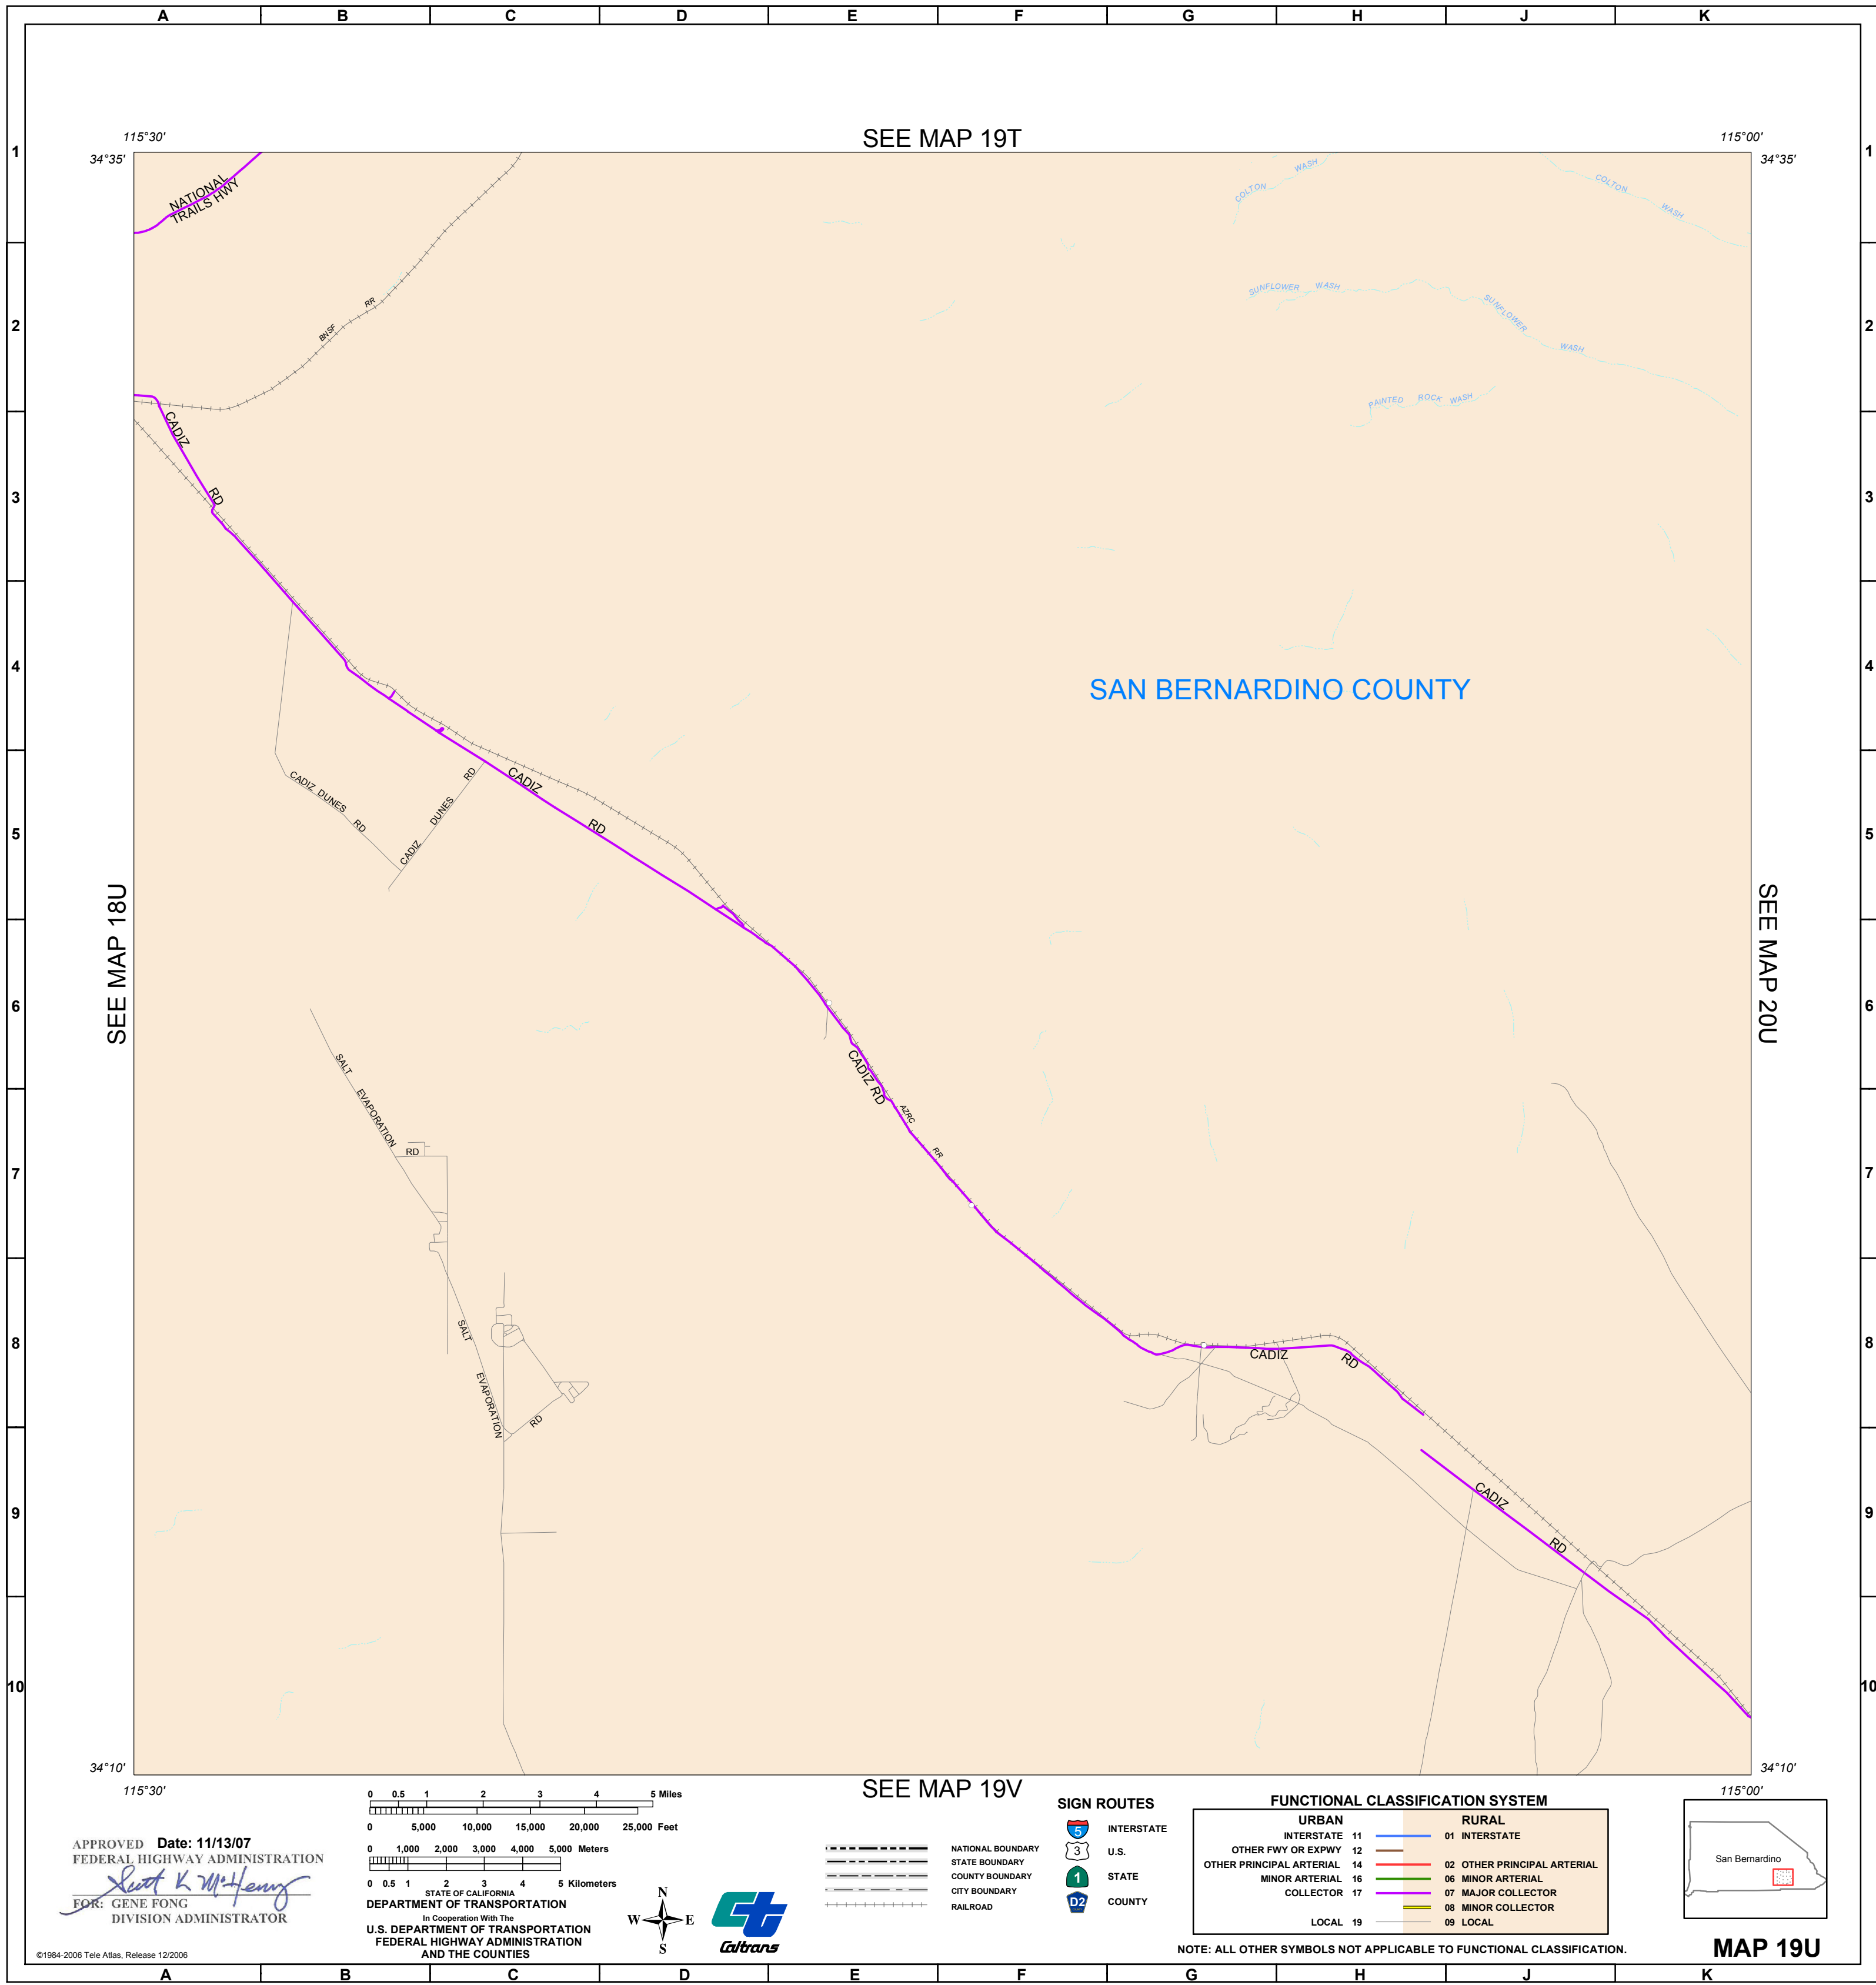 A B C D E F G H J K
SEE MAP 19T
115°30'
115°00'
34°35'
34°35'
1
1
2
2
3
3
4
4
5
5
6
6
7
7
8
8
9
9
10
10
NATIONAL
TRAILS HWY
COLTON WASH
COLTON WASH
BNSF RR
SUNFLOWER WASH
SUNFLOWER WASH
PAINTED ROCK WASH
CADIZ RD
SAN BERNARDINO COUNTY
CADIZ DUNES RD
CADIZ DUNES RD
CADIZ RD
SEE MAP 18U
SEE MAP 20U
CADIZ RD
AZRC RR
SALT EVAPORATION RD
SALT EVAPORATION RD
CADIZ RD
CADIZ RD
34°10'
34°10'
115°30'
115°00'
SEE MAP 19V
APPROVED Date: 11/13/07
FEDERAL HIGHWAY ADMINISTRATION
Scott K McHenry
FOR: GENE FONG
DIVISION ADMINISTRATOR
©1984-2006 Tele Atlas, Release 12/2006
0 0.5 1 2 3 4 5 Miles
0 5,000 10,000 15,000 20,000 25,000 Feet
0 1,000 2,000 3,000 4,000 5,000 Meters
0 0.5 1 2 3 4 5 Kilometers
STATE OF CALIFORNIA
DEPARTMENT OF TRANSPORTATION
In Cooperation With The
U.S. DEPARTMENT OF TRANSPORTATION
FEDERAL HIGHWAY ADMINISTRATION
AND THE COUNTIES
N
W E
S
Caltrans
NATIONAL BOUNDARY
STATE BOUNDARY
COUNTY BOUNDARY
CITY BOUNDARY
RAILROAD
SIGN ROUTES
5 INTERSTATE
3 U.S.
1 STATE
D2 COUNTY
FUNCTIONAL CLASSIFICATION SYSTEM
URBAN RURAL
INTERSTATE 11 01 INTERSTATE
OTHER FWY OR EXPWY 12
OTHER PRINCIPAL ARTERIAL 14 02 OTHER PRINCIPAL ARTERIAL
MINOR ARTERIAL 16 06 MINOR ARTERIAL
COLLECTOR 17 07 MAJOR COLLECTOR
08 MINOR COLLECTOR
LOCAL 19 09 LOCAL
NOTE: ALL OTHER SYMBOLS NOT APPLICABLE TO FUNCTIONAL CLASSIFICATION.
San Bernardino
MAP 19U
A B C D E F G H J K